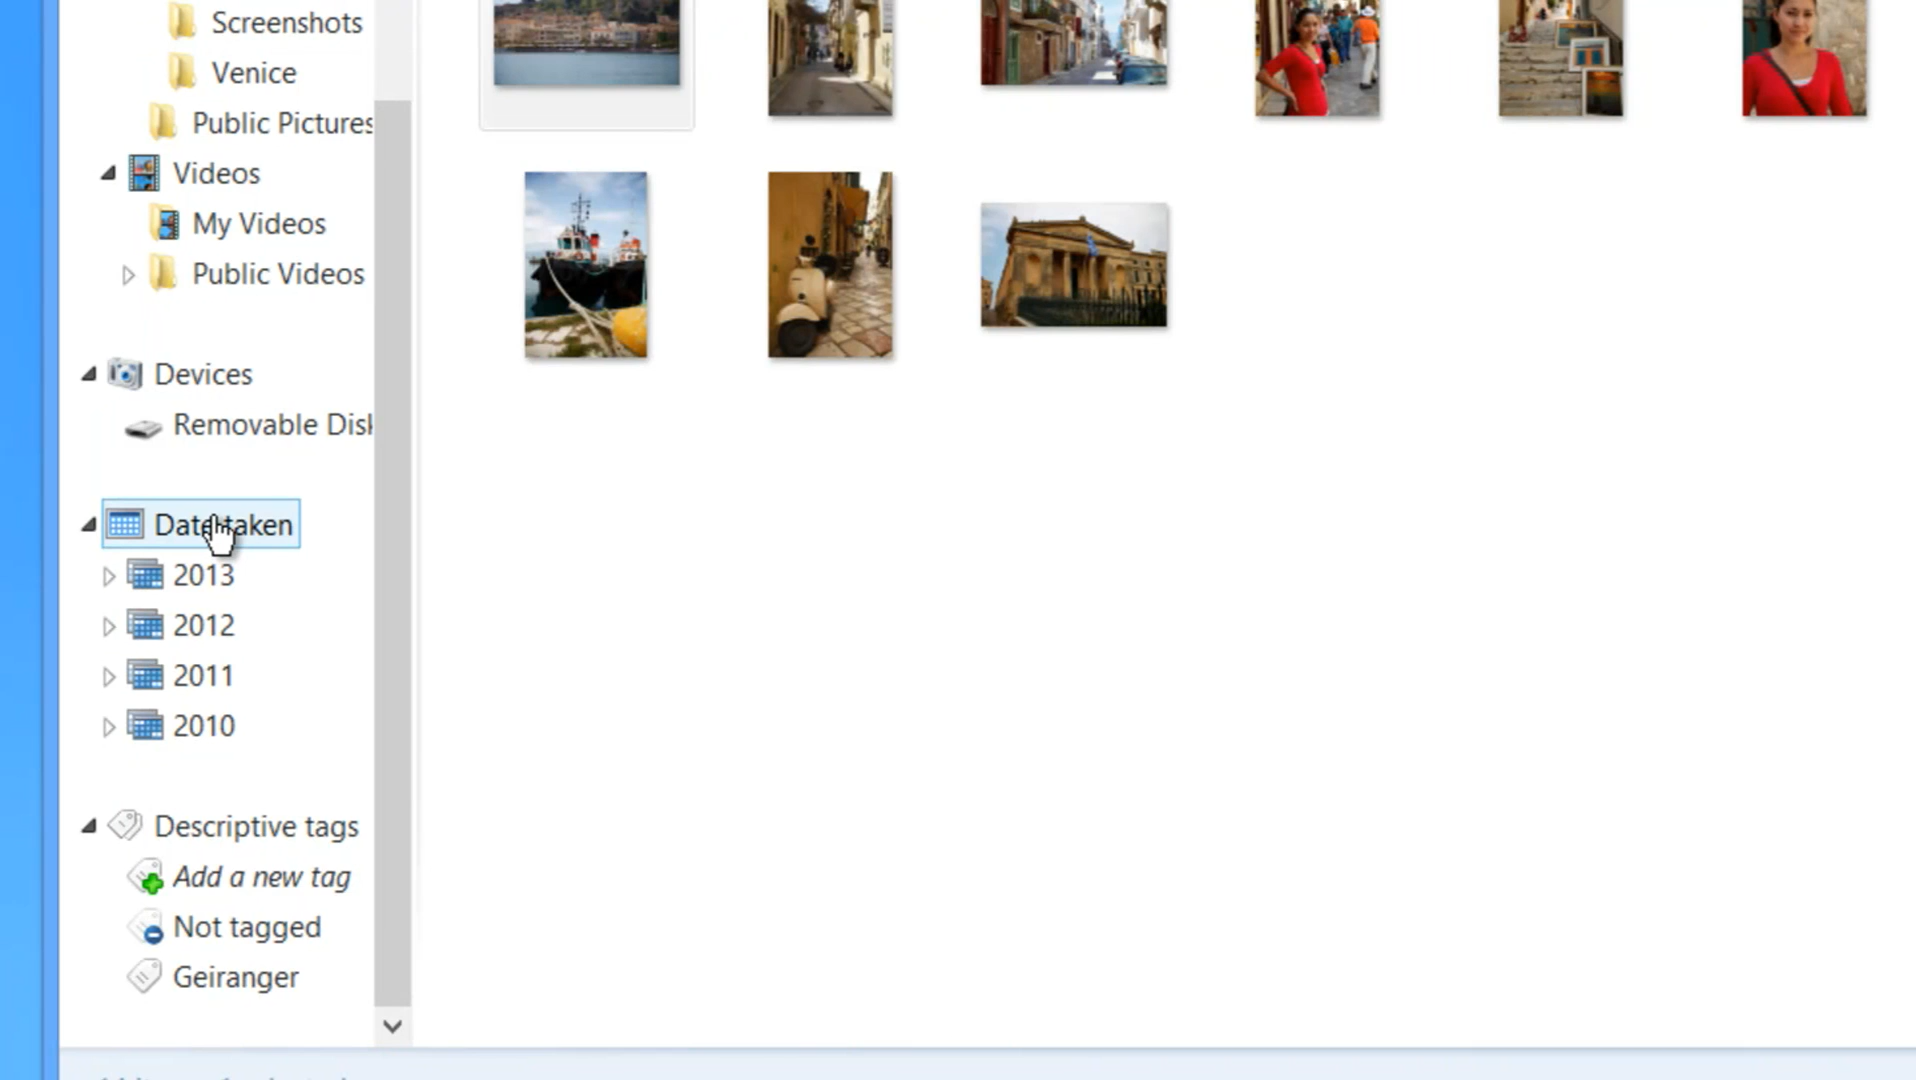 Screenshots
Venice
Public Pictures
Videos
My Videos
Public Videos
Devices
Removable Disk
Date taken
2013
2012
2011
2010
Descriptive tags
Add a new tag
Not tagged
Geiranger